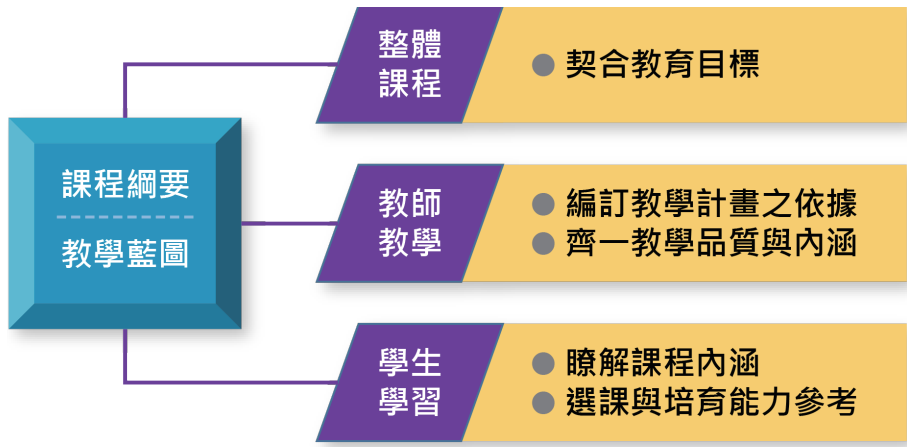 課程綱要
教學藍圖
整體
課程
契合教育目標
教師
教學
編訂教學計畫之依據
齊一教學品質與內涵
學生
學習
瞭解課程內涵
選課與培育能力參考